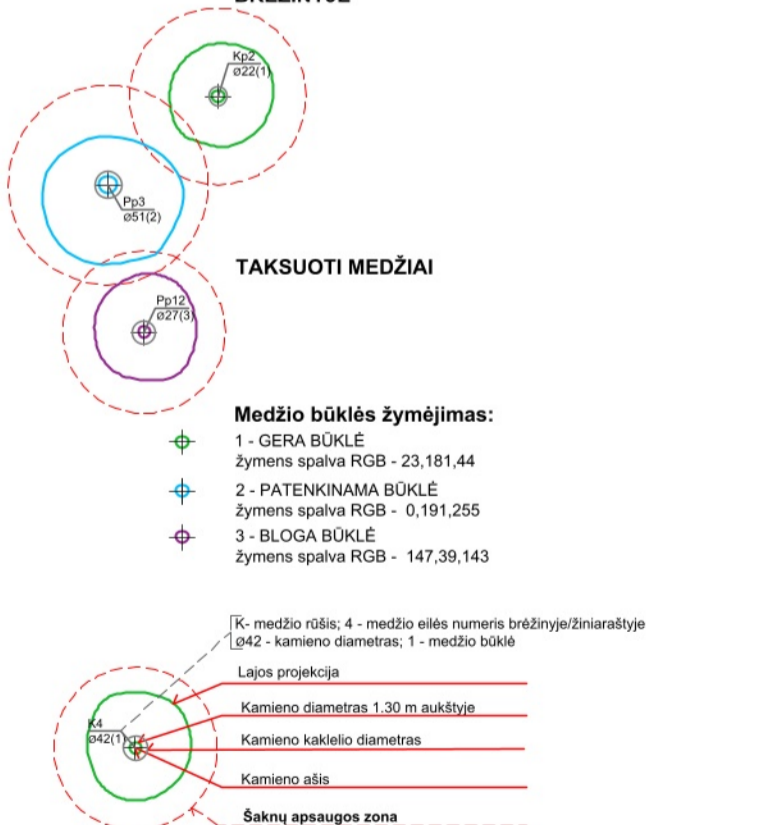 Kp2
ø22(1)
Pp3
ø51(2)
TAKSUOTI MEDŽIAI
Pp12
ø27(3)
Medžio būklės žymėjimas:
1 - GERA BŪKLĖ
žymens spalva RGB - 23,181,44
2 - PATENKINAMA BŪKLĖ
žymens spalva RGB - 0,191,255
3 - BLOGA BŪKLĖ
žymens spalva RGB - 147,39,143
K- medžio rūšis; 4 - medžio eilės numeris brėžinyje/žiniaraštyje
ø42 - kamieno diametras; 1 - medžio būklė
Lajos projekcija
Kamieno diametras 1.30 m aukštyje
K4
ø42(1)
Kamieno kaklelio diametras
Kamieno ašis
Šaknų apsaugos zona